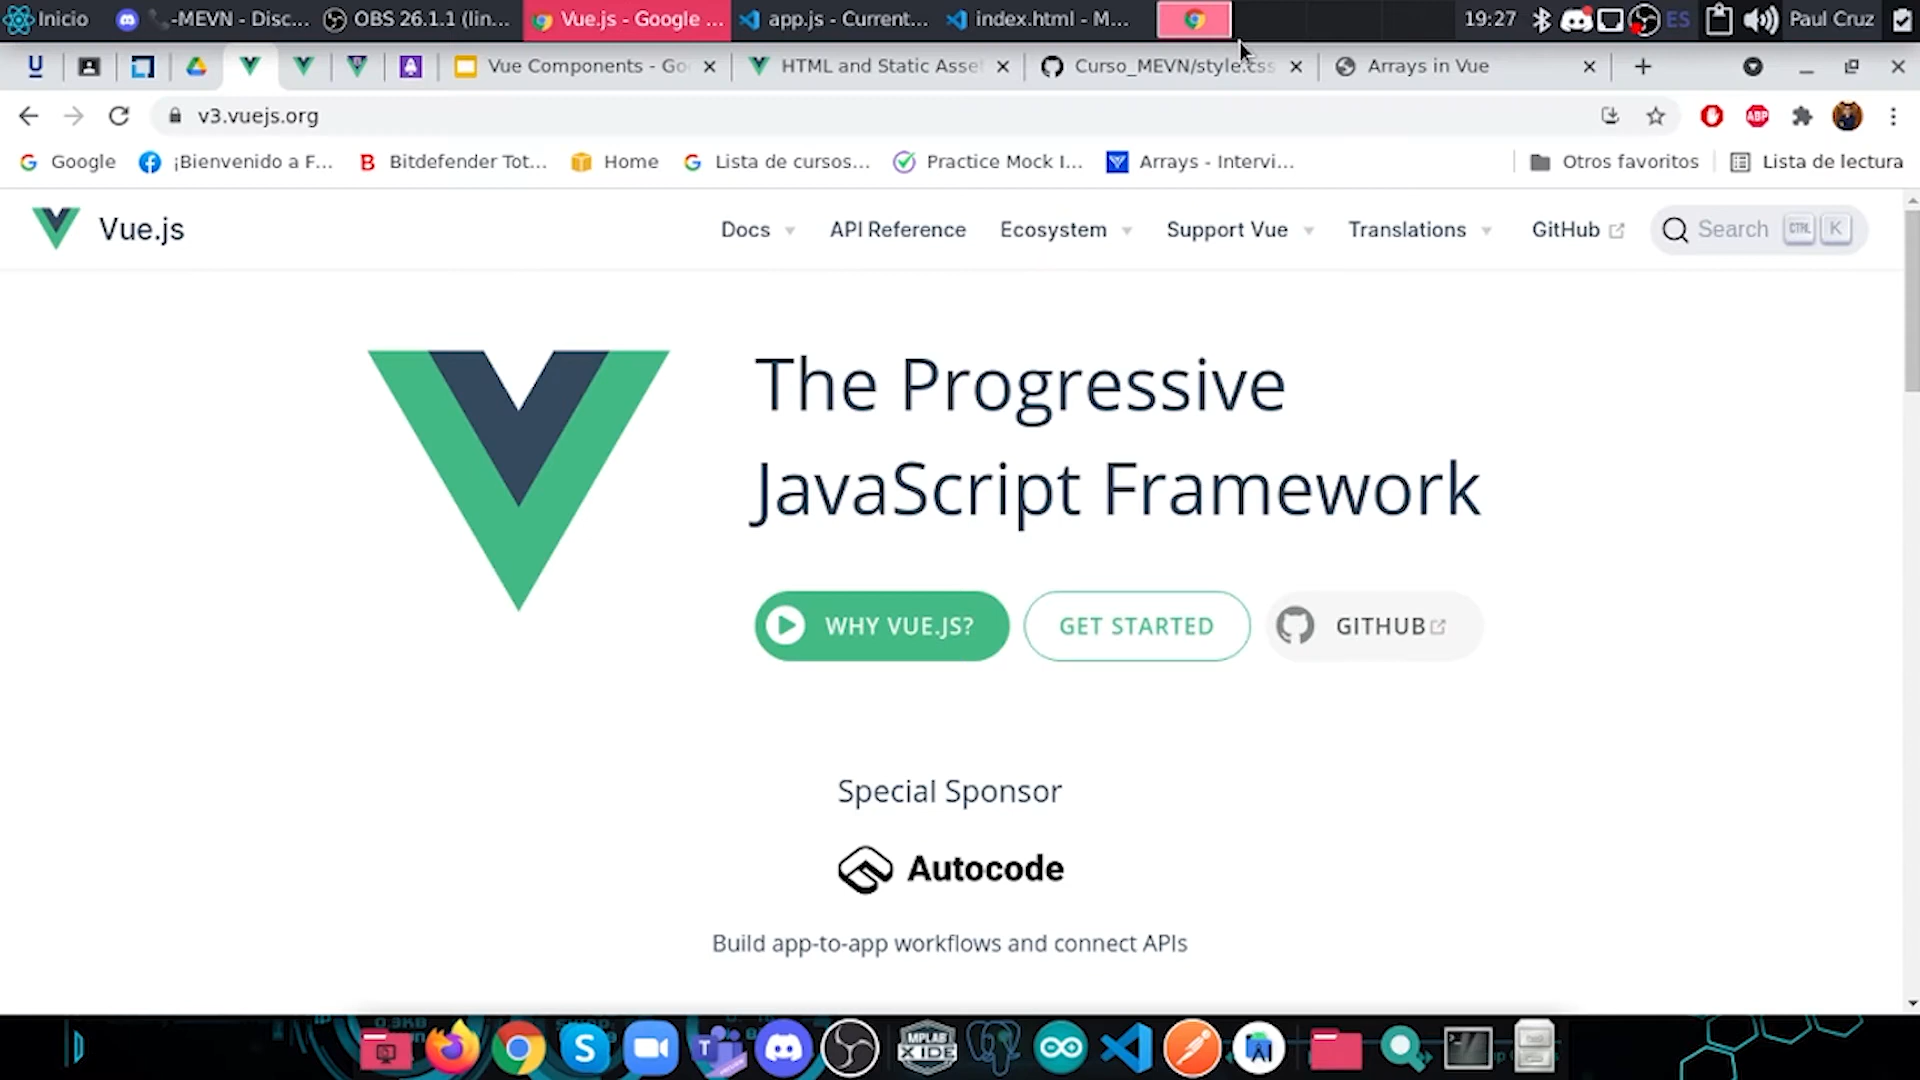 Inicio
-MEVN - Disc...
OBS 26.1.1 (lin...
Vue.js - Google ...
app.js - Current...
index.html - M...
19:27
ES
Paul Cruz
Vue Components - Go
HTML and Static Asse
Curso_MEVN/style.css
Arrays in Vue
v3.vuejs.org
ABP
Google
¡Bienvenido a F...
Bitdefender Tot...
Home
Lista de cursos...
Practice Mock I...
Arrays - Intervi...
Otros favoritos
Lista de lectura
Vue.js
Docs
API Reference
Ecosystem
Support Vue
Translations
GitHub
Search
CTRL
K
The Progressive
JavaScript Framework
WHY VUE.JS?
GET STARTED
GITHUB
Special Sponsor
Autocode
Build app-to-app workflows and connect APIs
MPLAB
X IDE